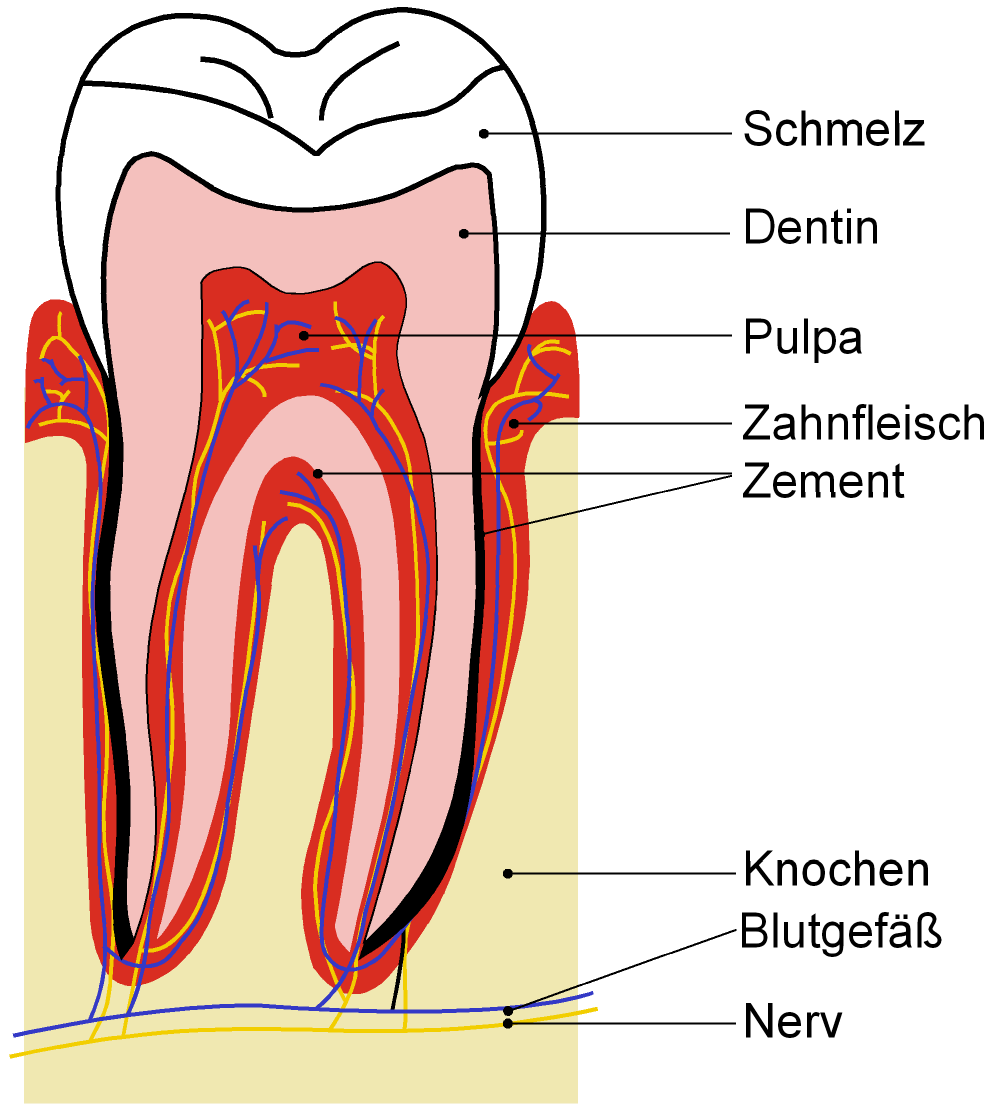 Schmelz
Dentin
Pulpa
Zahnfleisch
Zement
Knochen
Blutgefäß
Nerv